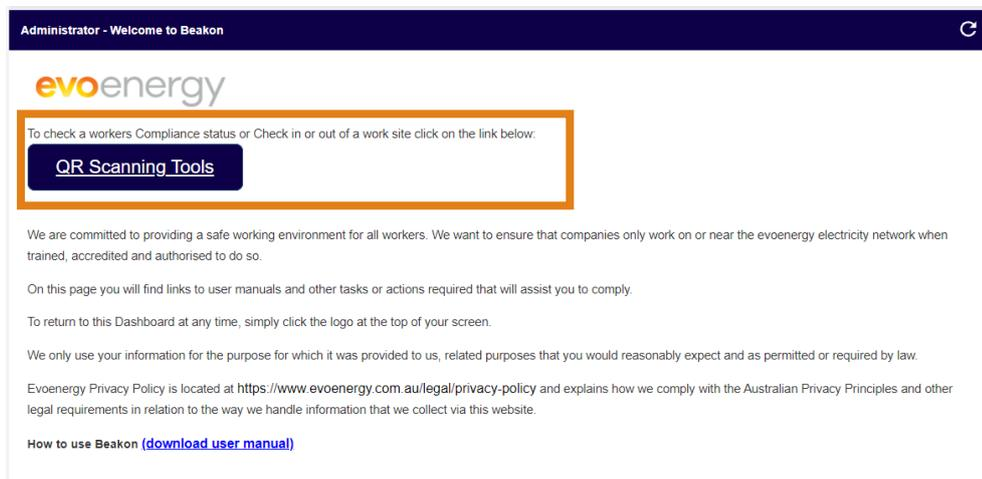 Administrator - Welcome to Beakon
evoenergy
To check a workers Compliance status or Check in or out of a work site click on the link below:
QR Scanning Tools
We are committed to providing a safe working environment for all workers. We want to ensure that companies only work on or near the evoenergy electricity network when
trained, accredited and authorised to do so.
On this page you will find links to user manuals and other tasks or actions required that will assist you to comply.
To return to this Dashboard at any time, simply click the logo at the top of your screen.
We only use your information for the purpose for which it was provided to us, related purposes that you would reasonably expect and as permitted or required by law.
Evoenergy Privacy Policy is located at https://www.evoenergy.com.au/legal/privacy-policy and explains how we comply with the Australian Privacy Principles and other
legal requirements in relation to the way we handle information that we collect via this website.
How to use Beakon (download user manual)